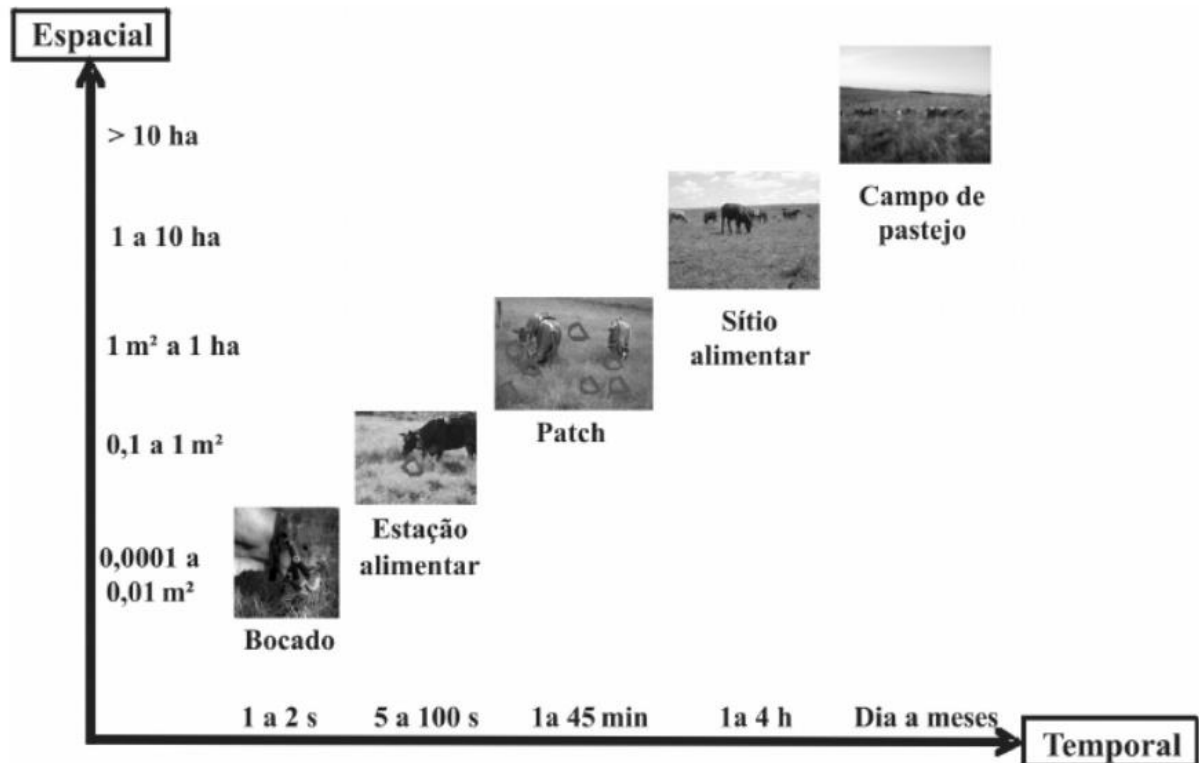 Espacial
> 10 ha
Campo de
pastejo
1 a 10 ha
Sítio
alimentar
1 m² a 1 ha
Patch
0,1 a 1 m²
Estação
alimentar
0,0001 a
0,01 m²
Bocado
1 a 2 s
5 a 100 s
1a 45 min
1a 4 h
Dia a meses
Temporal